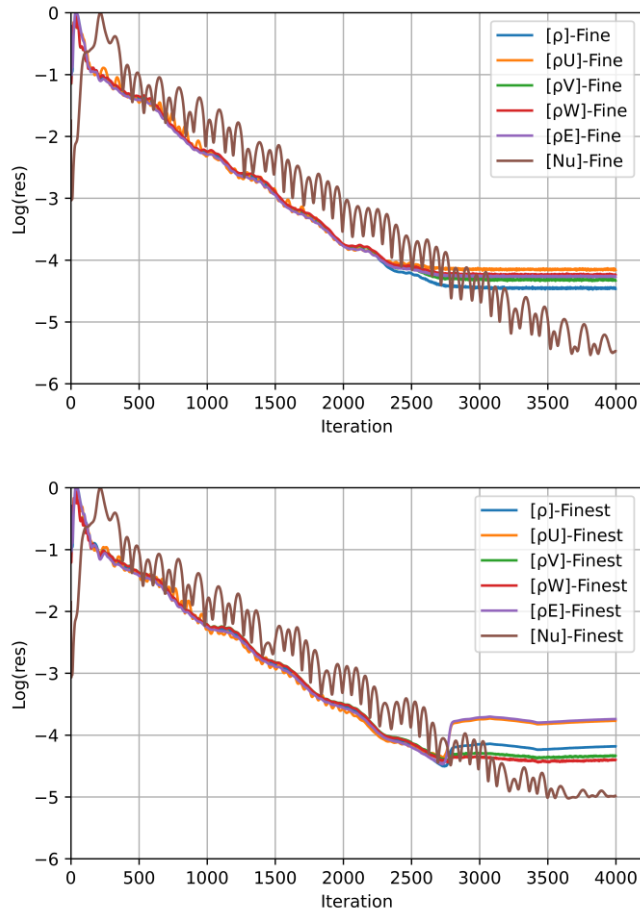 0
−1
−2
−3
−4
−5
−6
Log(res)
[ρ]-Fine
[ρU]-Fine
[ρV]-Fine
[ρW]-Fine
[ρE]-Fine
[Nu]-Fine
0 500 1000 1500 2000 2500 3000 3500 4000
Iteration
0
−1
−2
−3
−4
−5
−6
Log(res)
[ρ]-Finest
[ρU]-Finest
[ρV]-Finest
[ρW]-Finest
[ρE]-Finest
[Nu]-Finest
0 500 1000 1500 2000 2500 3000 3500 4000
Iteration